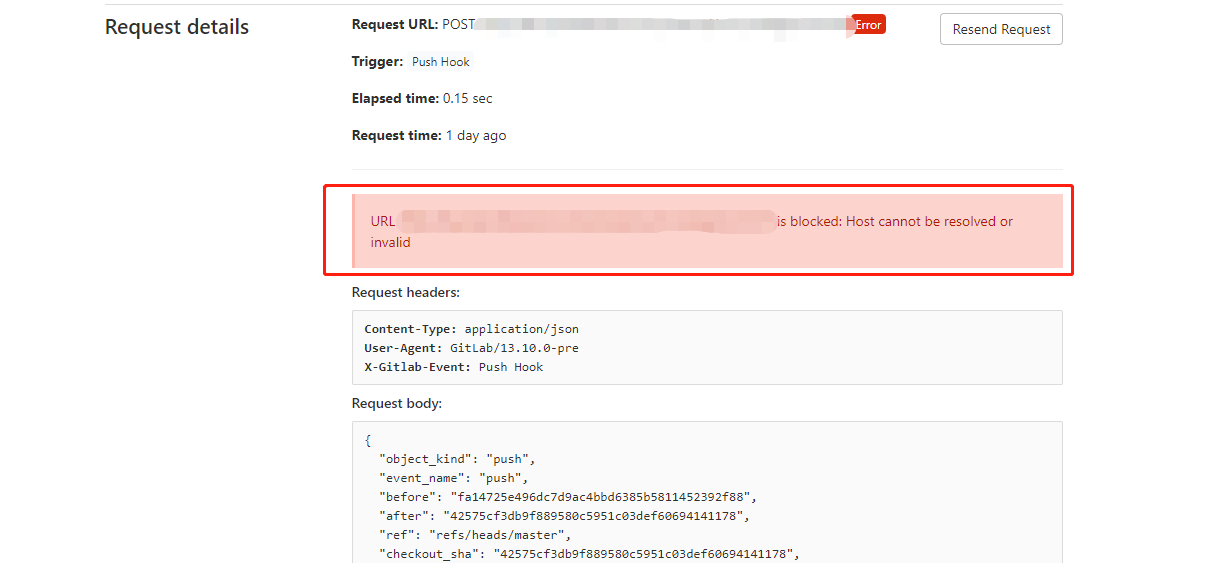 Request details
Request URL: POST Error
Resend Request
Trigger: Push Hook
Elapsed time: 0.15 sec
Request time: 1 day ago
URL is blocked: Host cannot be resolved or
invalid
Request headers:
Content-Type: application/json
User-Agent: GitLab/13.10.0-pre
X-Gitlab-Event: Push Hook
Request body:
{
"object_kind": "push",
"event_name": "push",
"before": "fa14725e496dc7d9ac4bbd6385b5811452392f88",
"after": "42575cf3db9f889580c5951c03def60694141178",
"ref": "refs/heads/master",
"checkout_sha": "42575cf3db9f889580c5951c03def60694141178",